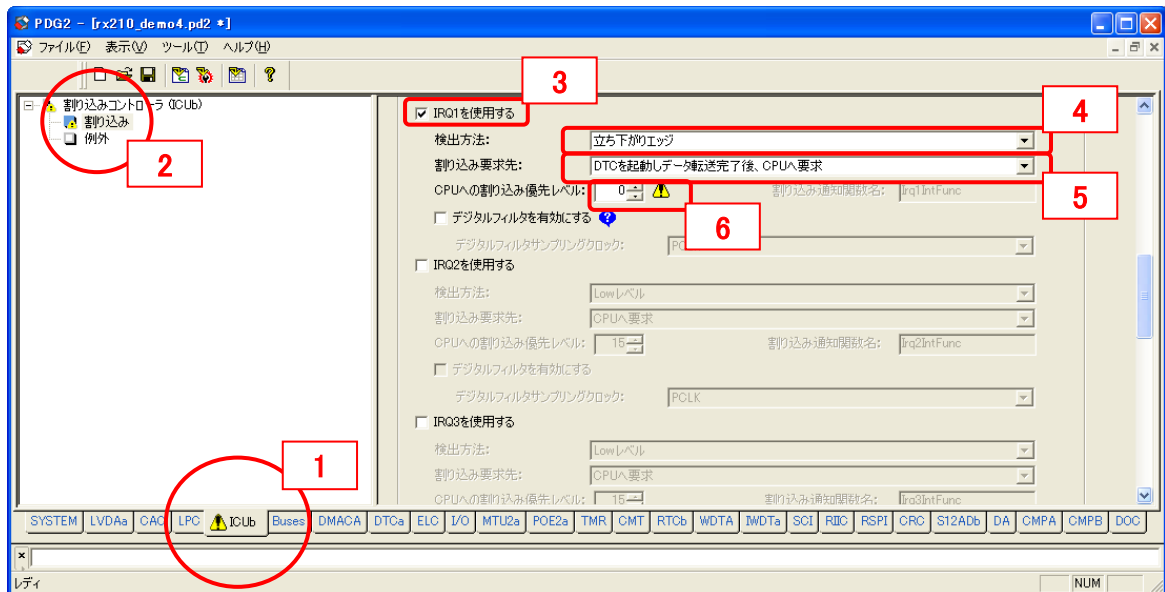 PDG2 - [rx210_demo4.pd2 *]
ファイル(F) 表示(V) ツール(T) ヘルプ(H)
割り込みコントローラ (ICUb)
割り込み
例外
2
3
IRQ1を使用する
4
検出方法: 立ち下がりエッジ
割り込み要求先: DTCを起動しデータ転送完了後、CPUへ要求
5
CPUへの割り込み優先レベル: 0 割り込み通知関数名: Irq1IntFunc
6
デジタルフィルタを有効にする
デジタルフィルタサンプリングクロック: PC
IRQ2を使用する
検出方法: Lowレベル
割り込み要求先: CPUへ要求
CPUへの割り込み優先レベル: 15 割り込み通知関数名: Irq2IntFunc
デジタルフィルタを有効にする
デジタルフィルタサンプリングクロック: PCLK
IRQ3を使用する
検出方法: Lowレベル
割り込み要求先: CPUへ要求
CPUへの割り込み優先レベル: 15 割り込み通知関数名: Irq3IntFunc
1
SYSTEM LVDAa CAC LPC ICUb Buses DMACA DTCa ELC I/O MTU2a POE2a TMR CMT RTCb WDTA IWDTa SCI RIIC RSPI CRC S12ADb DA CMPA CMPB DOC
レディ NUM